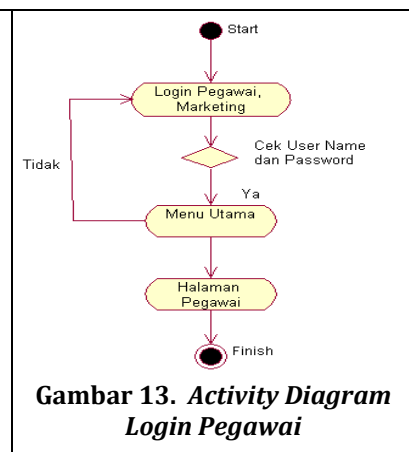 Start
Login Pegawai,
Marketing
Cek User Name
dan Password
Tidak
Ya
Menu Utama
Halaman
Pegawai
Finish
Gambar 13. Activity Diagram
Login Pegawai